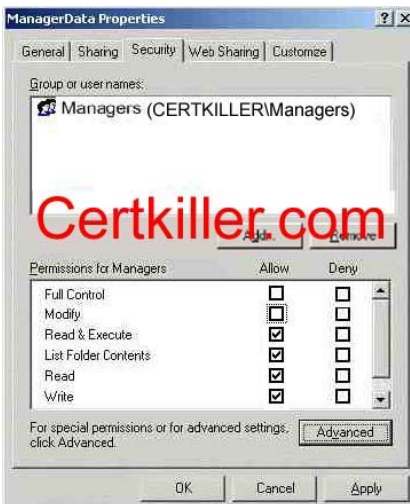 ManagerData Properties
General Sharing Security Web Sharing Customize
Group or user names:
Managers (CERTKILLER\Managers)
Certkiller.com
Add... Remove
Permissions for Managers Allow Deny
Full Control
Modify
Read & Execute
List Folder Contents
Read
Write
For special permissions or for advanced settings,
click Advanced.
Advanced
OK Cancel Apply